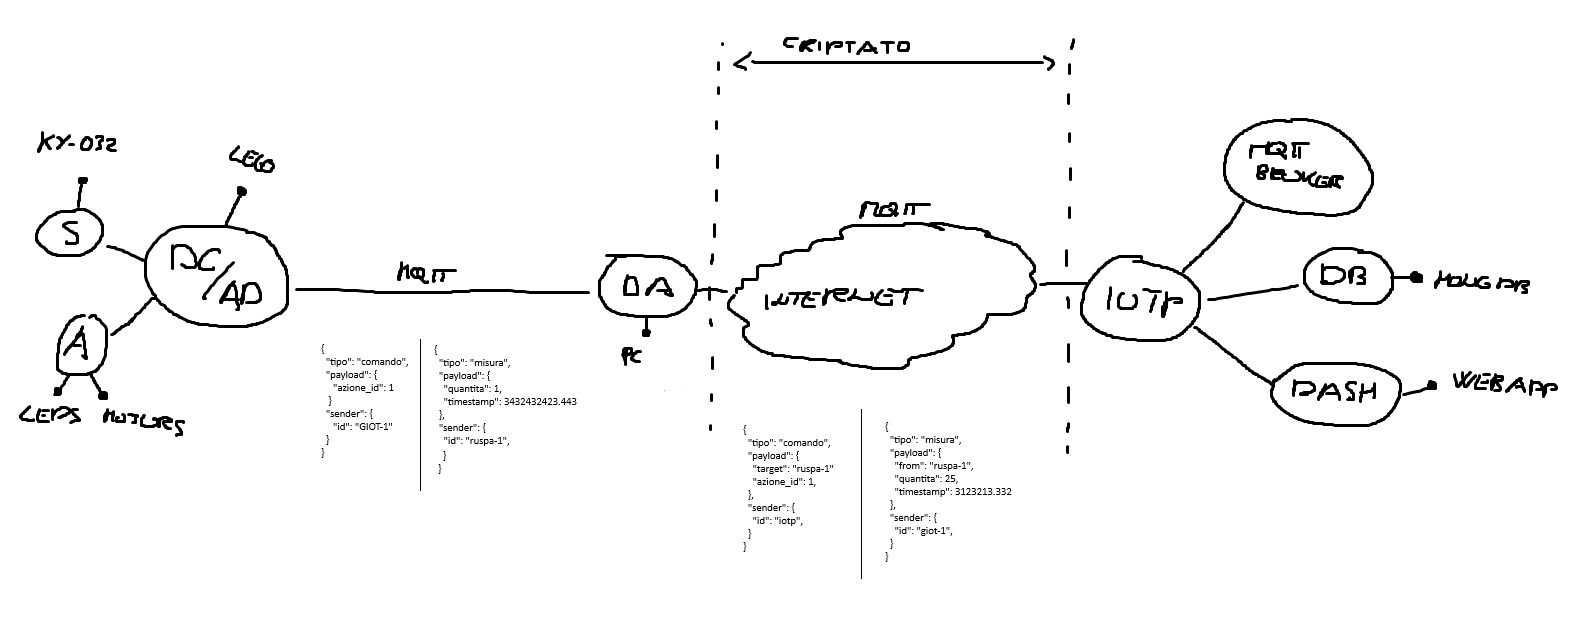 CRIPTATO
KY-032
LEGO
S
DC/AD
A
LEDS
MOTORS
MQTT
DA
PC
MQTT
INTERNET
IOTP
MQTT
BROKER
DB
MONGDB
DASH
WEBAPP
{
"tipo": "comando",
"payload": {
"azione_id": 1
}
"sender": {
"id": "GIOT-1"
}
}
{
"tipo": "misura",
"payload": {
"quantita": 1,
"timestamp": 3432432423.443
},
"sender": {
"id": "ruspa-1",
}
}
{
"tipo": "comando",
"payload": {
"target": "ruspa-1"
"azione_id": 1,
},
"sender": {
"id": "iotp",
}
}
{
"tipo": "misura",
"payload": {
"from": "ruspa-1",
"quantita": 25,
"timestamp": 3123213.332
},
"sender": {
"id": "giot-1",
}
}